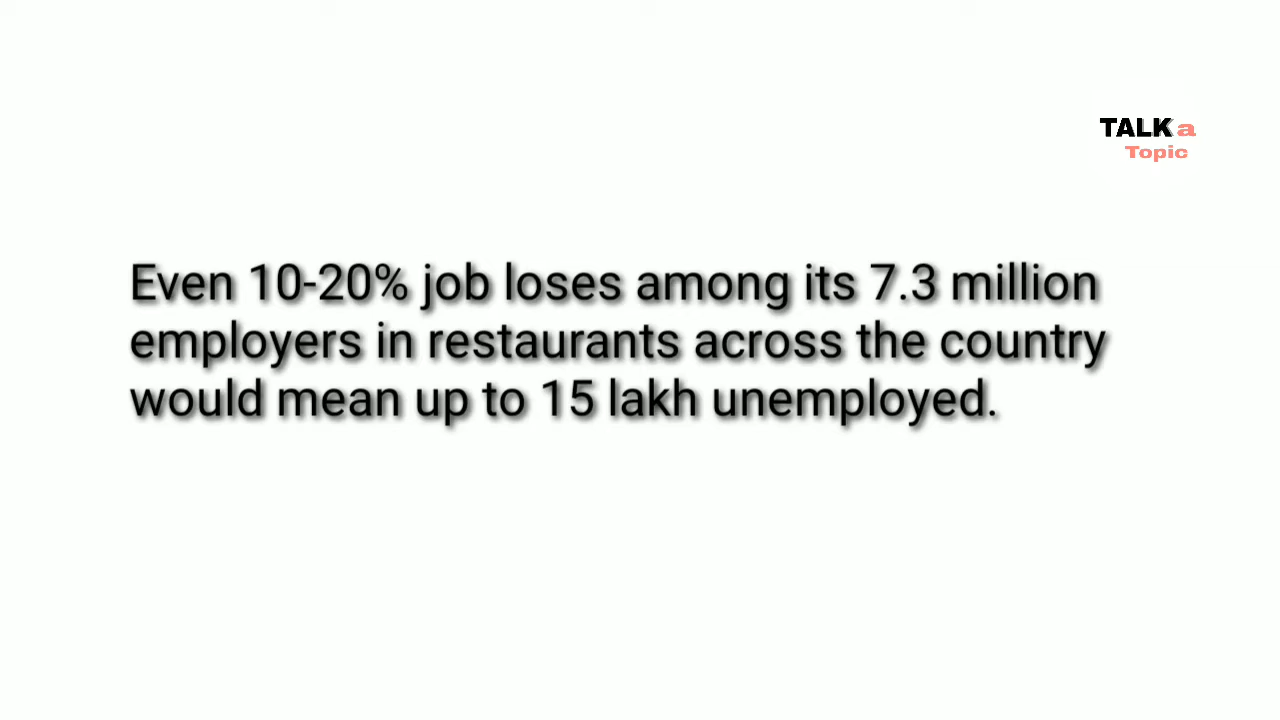 TALK a
Topic
Even 10-20% job loses among its 7.3 million
employers in restaurants across the country
would mean up to 15 lakh unemployed.